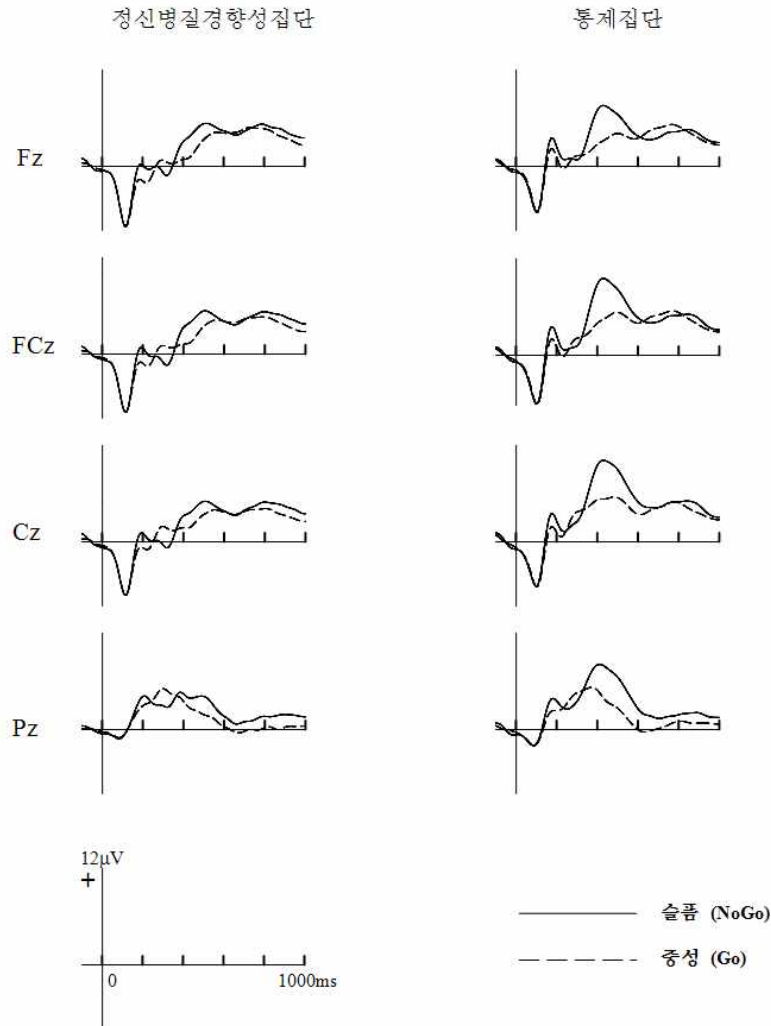 정신병질경향성집단
통제집단
Fz
FCz
Cz
Pz
12μV
+
0
1000ms
슬픔 (NoGo)
중성 (Go)